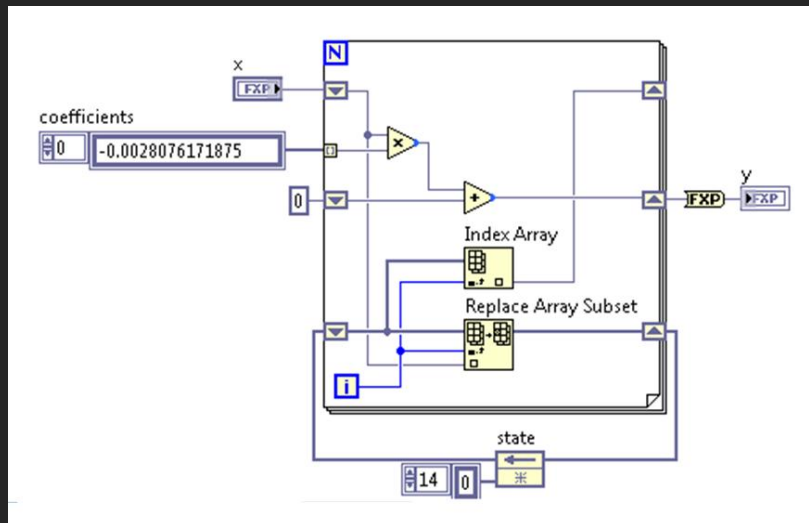 N
x
FXP
coefficients
0
-0.0028076171875
x
0
+
FXP
y
FXP
Index Array
Replace Array Subset
i
state
14
0